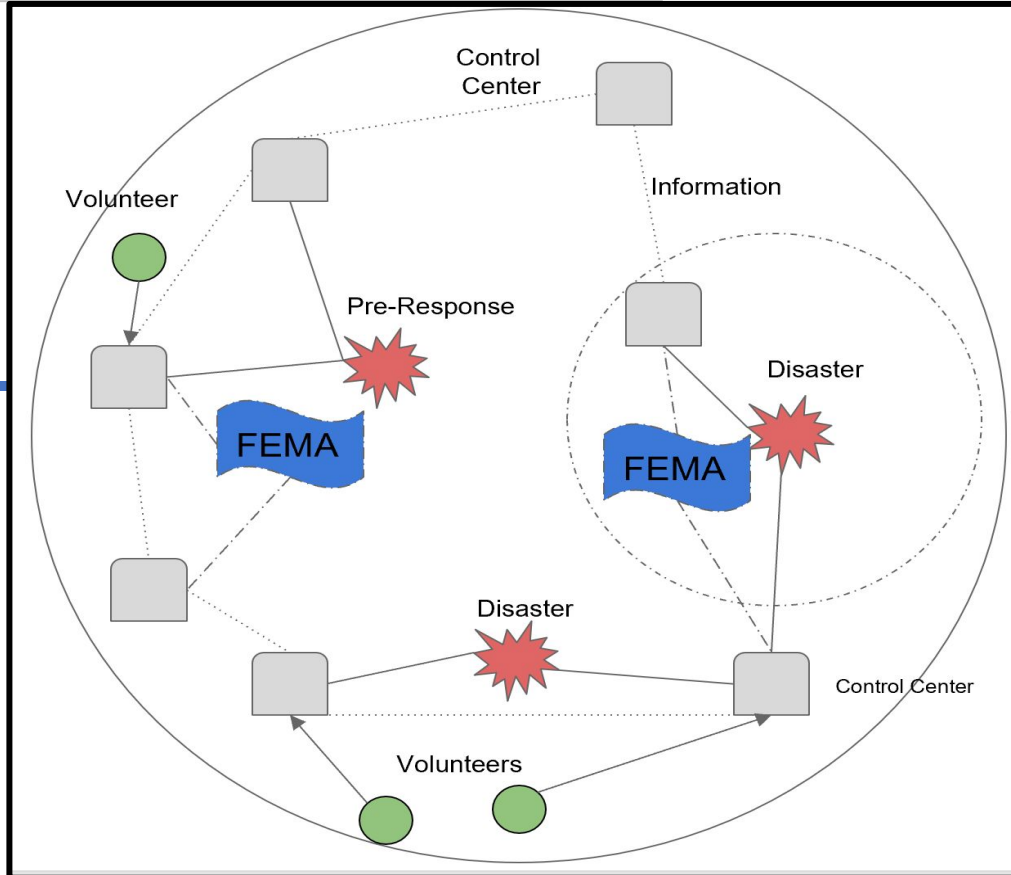 Control
Center
Volunteer
Information
Pre-Response
Disaster
FEMA
FEMA
Disaster
Control Center
Volunteers